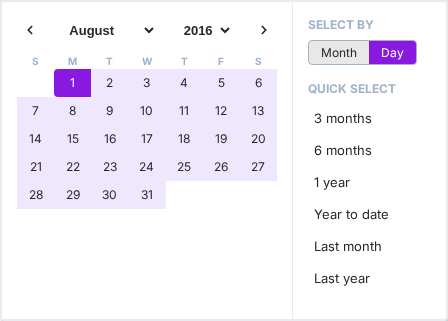 August 2016
S M T W T F S
1 2 3 4 5 6
7 8 9 10 11 12 13
14 15 16 17 18 19 20
21 22 23 24 25 26 27
28 29 30 31
SELECT BY
Month Day
QUICK SELECT
3 months
6 months
1 year
Year to date
Last month
Last year